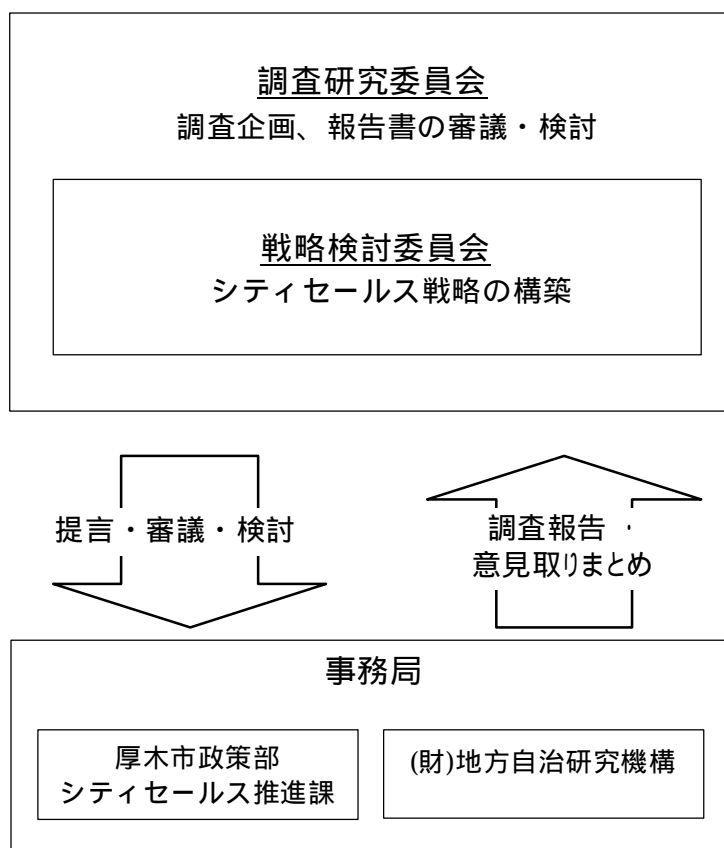 調査研究委員会
調査企画、報告書の審議・検討
戦略検討委員会
シティセールス戦略の構築
提言・審議・検討
調査報告・
意見取りまとめ
事務局
厚木市政策部
シティセールス推進課
(財)地方自治研究機構